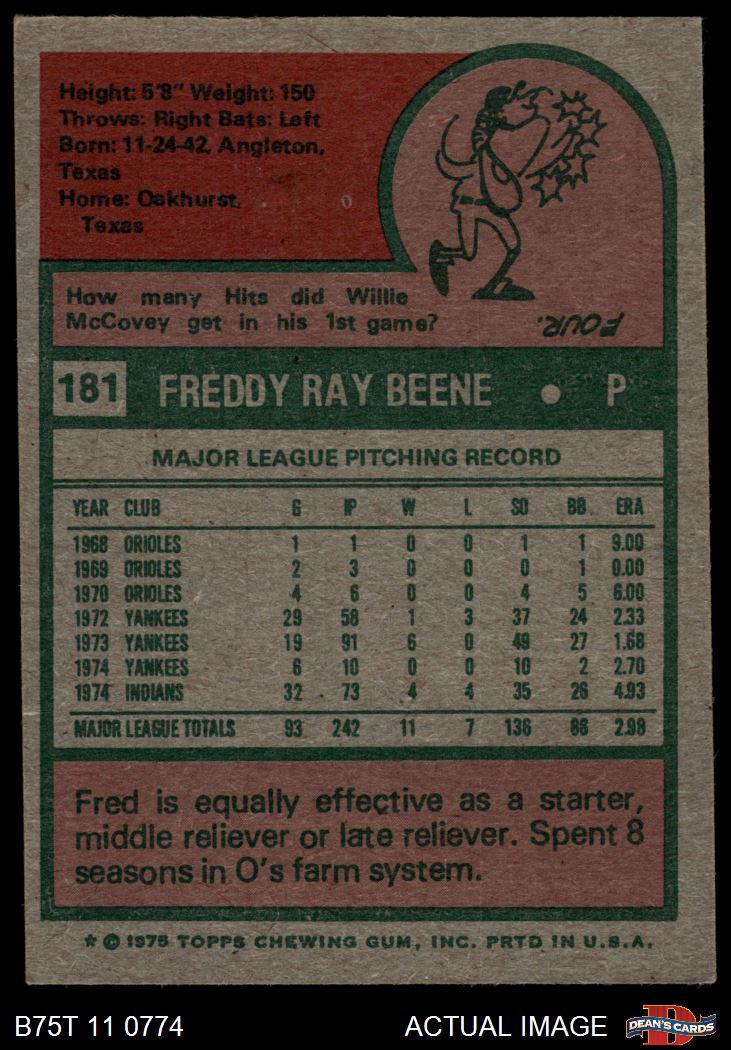 Height: 5'8" Weight: 150
Throws: Right Bats: Left
Born: 11-24-42, Angleton,
Texas
Home: Oakhurst,
Texas
How many Hits did Willie
McCovey get in his 1st game?
FOUR.
181 FREDDY RAY BEENE • P
MAJOR LEAGUE PITCHING RECORD
YEAR CLUB G IP W L SO BB ERA
1968 ORIOLES 1 1 0 0 1 1 9.00
1969 ORIOLES 2 3 0 0 0 1 0.00
1970 ORIOLES 4 6 0 0 4 5 6.00
1972 YANKEES 29 58 1 3 37 24 2.33
1973 YANKEES 19 91 6 0 49 27 1.68
1974 YANKEES 6 10 0 0 10 2 2.70
1974 INDIANS 32 73 4 4 35 26 4.93
MAJOR LEAGUE TOTALS 93 242 11 7 136 86 2.98
Fred is equally effective as a starter,
middle reliever or late reliever. Spent 8
seasons in O's farm system.
* © 1975 TOPPS CHEWING GUM, INC. PRTD IN U.S.A.
B75T 11 0774 ACTUAL IMAGE DEAN'S CARDS